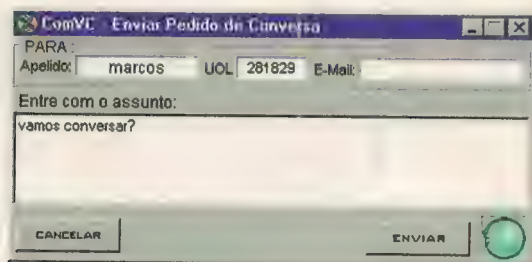 ComVC - Enviar Pedido de Conversa
PARA:
Apelido: marcos UOL 281829 E-Mail:
Entre com o assunto:
vamos conversar?
CANCELAR ENVIAR